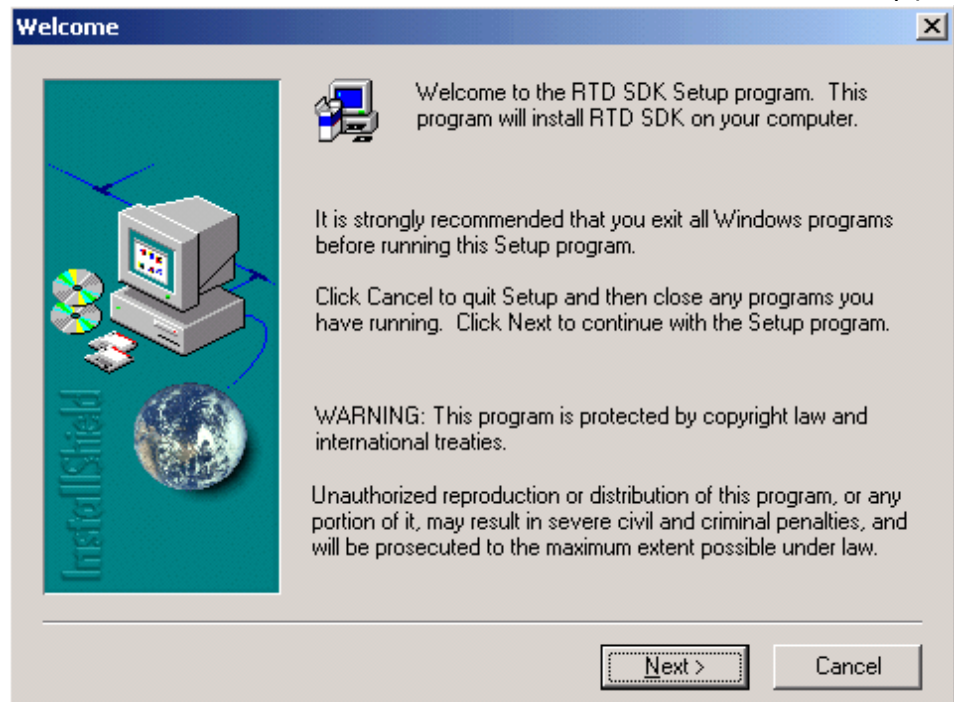 Welcome
Welcome to the RTD SDK Setup program. This
program will install RTD SDK on your computer.
It is strongly recommended that you exit all Windows programs
before running this Setup program.
Click Cancel to quit Setup and then close any programs you
have running. Click Next to continue with the Setup program.
WARNING: This program is protected by copyright law and
international treaties.
Unauthorized reproduction or distribution of this program, or any
portion of it, may result in severe civil and criminal penalties, and
will be prosecuted to the maximum extent possible under law.
InstallShield
Next >
Cancel